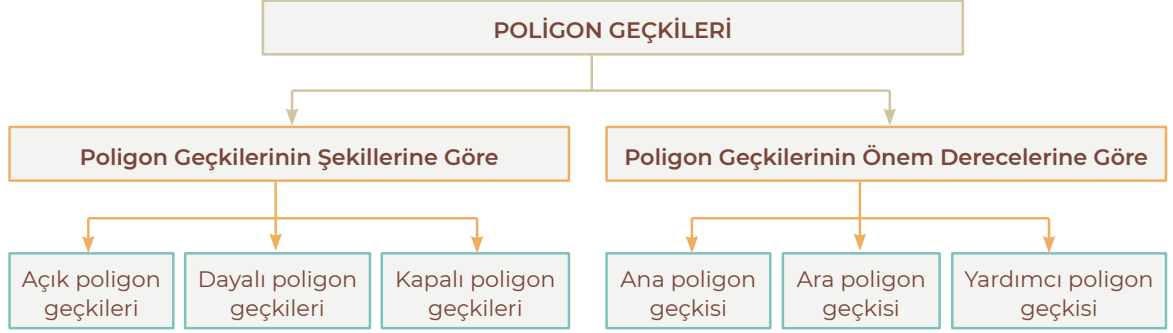 POLİGON GEÇKİLERİ
Poligon Geçkilerinin Şekillerine Göre
Poligon Geçkilerinin Önem Derecelerine Göre
Açık poligon
geçkileri
Dayalı poligon
geçkileri
Kapalı poligon
geçkileri
Ana poligon
geçkisi
Ara poligon
geçkisi
Yardımcı poligon
geçkisi